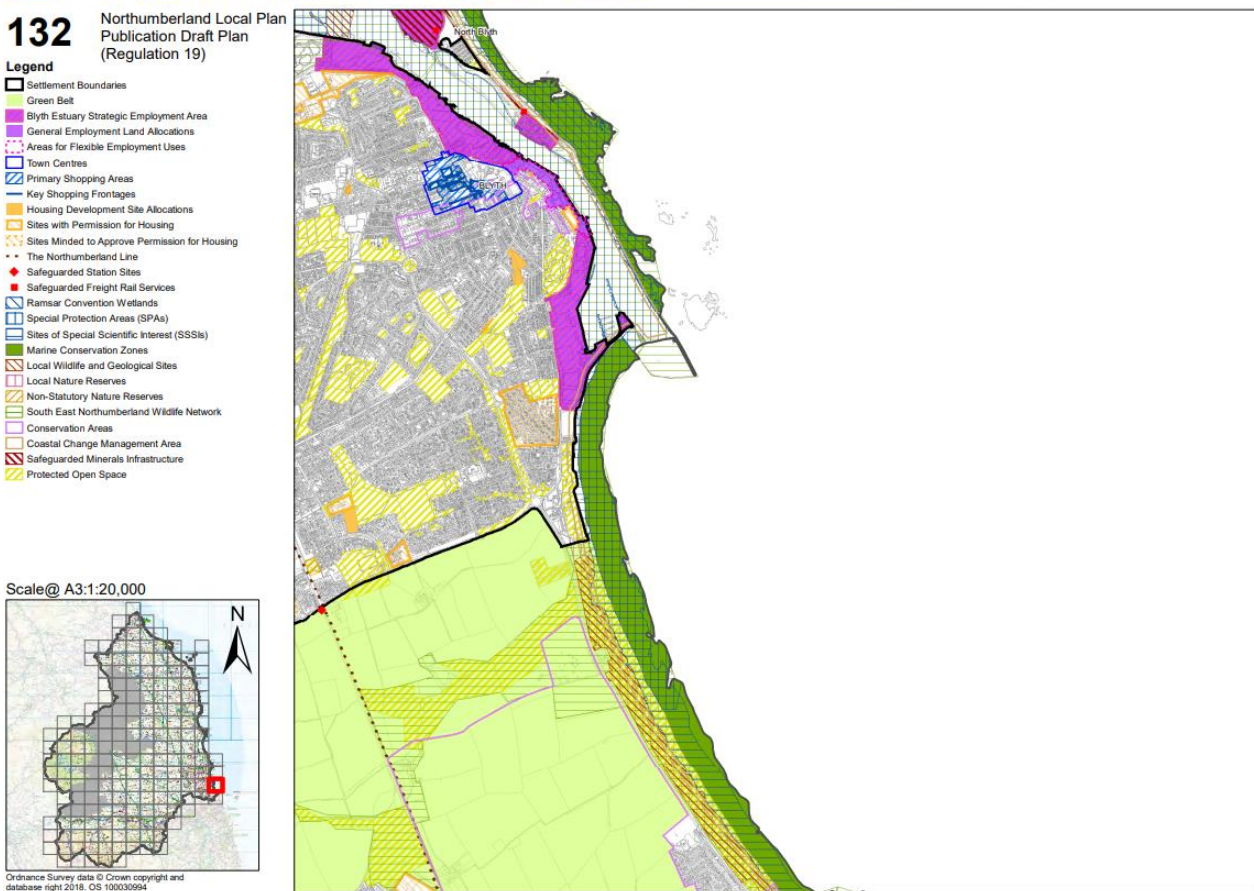 132
Northumberland Local Plan
Publication Draft Plan
(Regulation 19)
Legend
Settlement Boundaries
Green Belt
Blyth Estuary Strategic Employment Area
General Employment Land Allocations
Areas for Flexible Employment Uses
Town Centres
Primary Shopping Areas
Key Shopping Frontages
Housing Development Site Allocations
Sites with Permission for Housing
Sites Minded to Approve Permission for Housing
The Northumberland Line
Safeguarded Station Sites
Safeguarded Freight Rail Services
Ramsar Convention Wetlands
Special Protection Areas (SPAs)
Sites of Special Scientific Interest (SSSIs)
Marine Conservation Zones
Local Wildlife and Geological Sites
Local Nature Reserves
Non-Statutory Nature Reserves
South East Northumberland Wildlife Network
Conservation Areas
Coastal Change Management Area
Safeguarded Minerals Infrastructure
Protected Open Space
Scale@ A3:1:20,000
N
Ordnance Survey data © Crown copyright and
database right 2018. OS 100030994
North Blyth
BLYTH